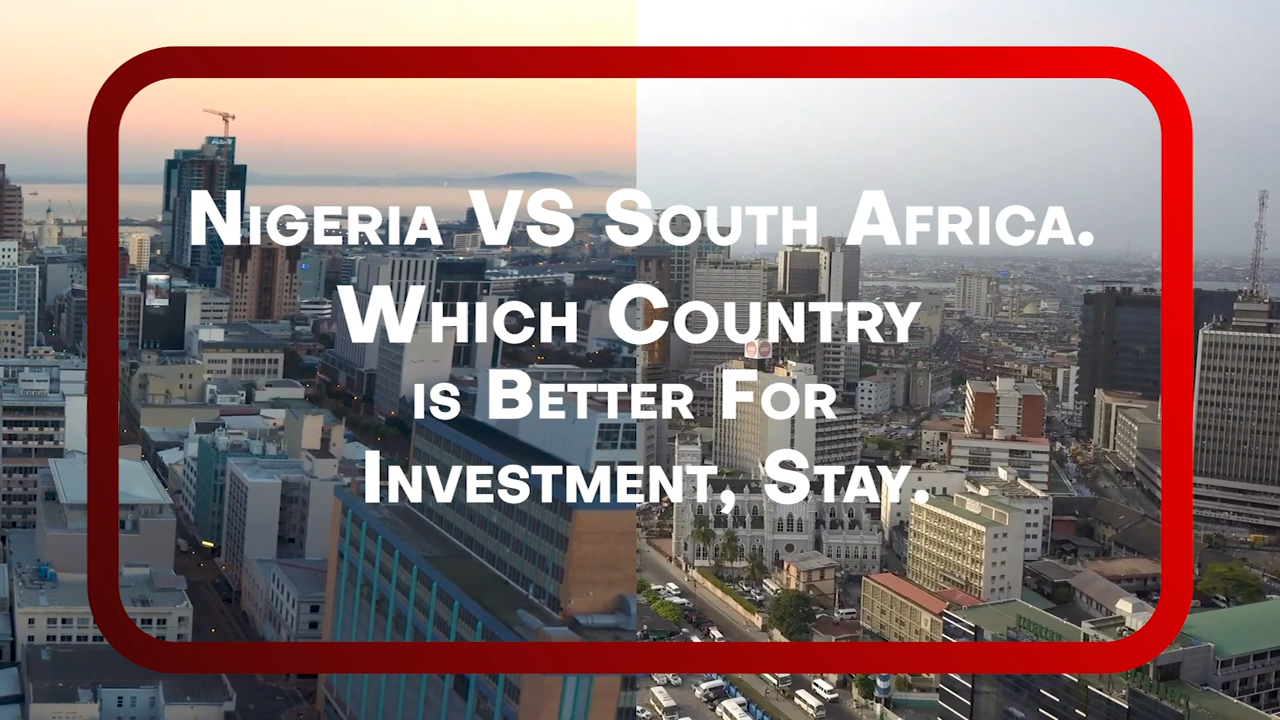 Nigeria VS South Africa.
Which Country
is Better For
Investment, Stay.